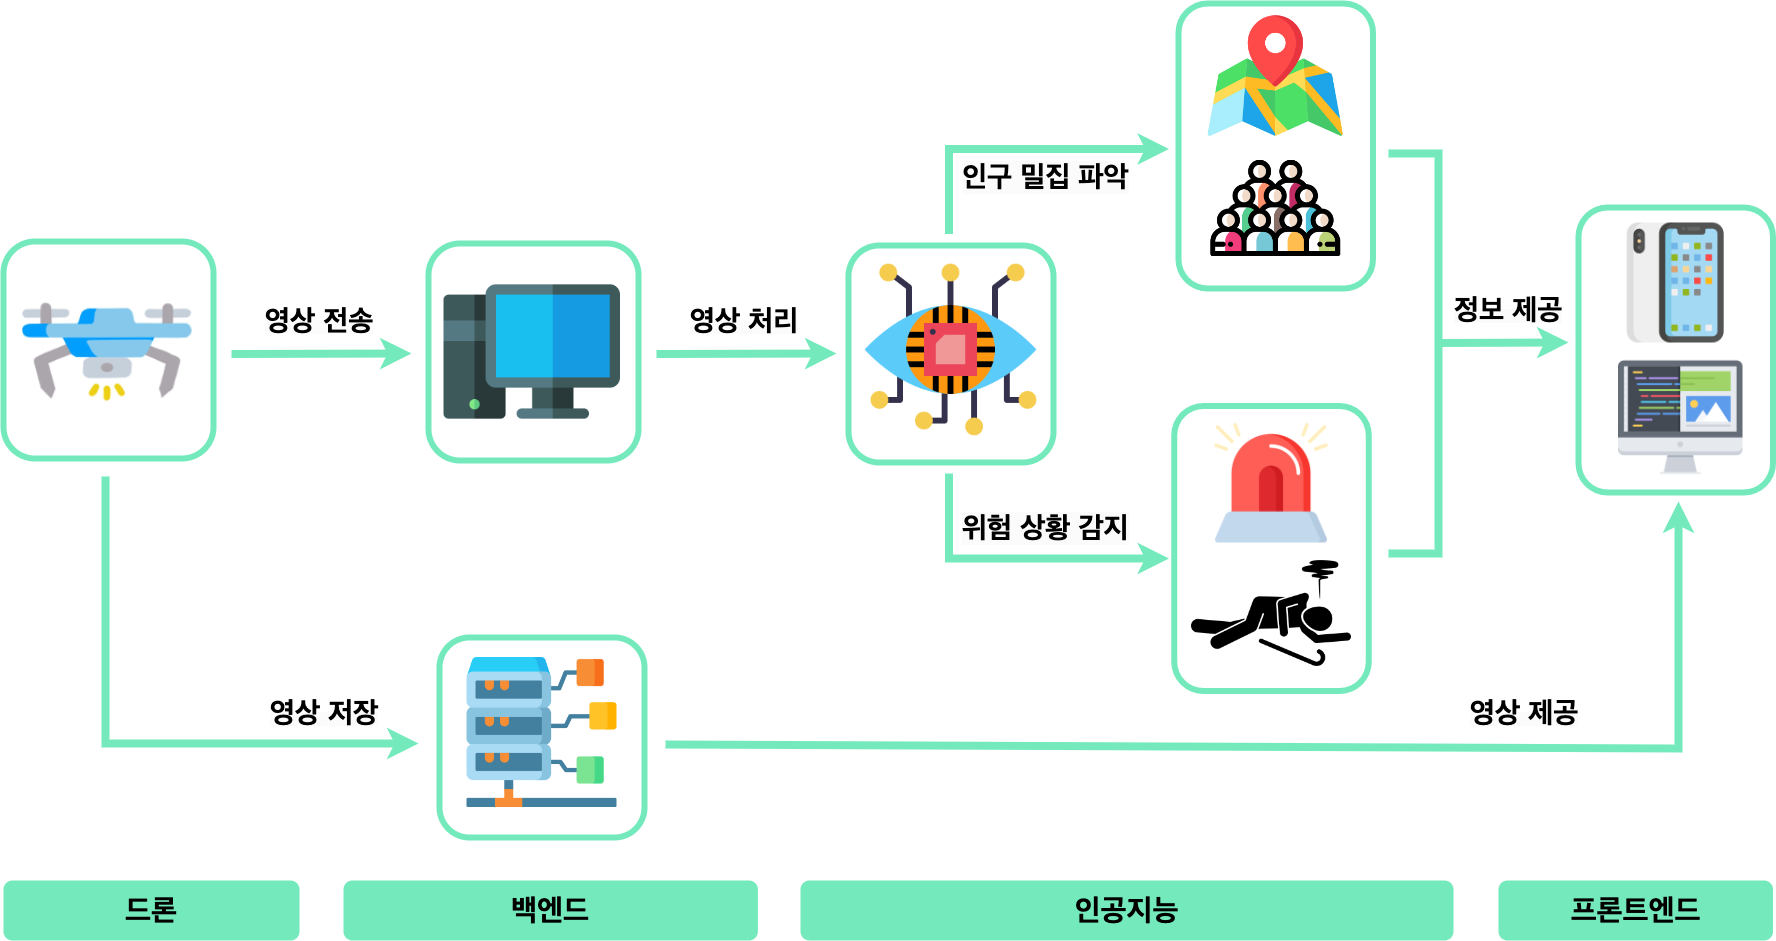 인구 밀집 파악
영상 전송
영상 처리
정보 제공
위험 상황 감지
영상 저장
영상 제공
드론
백엔드
인공지능
프론트엔드